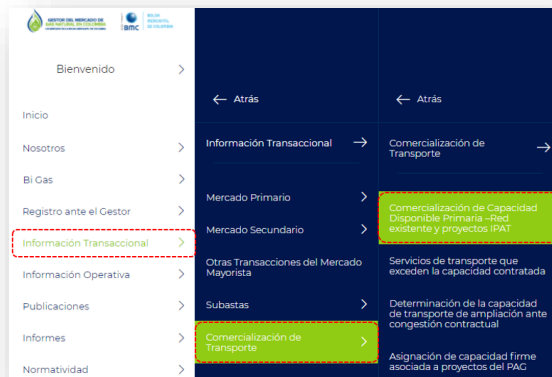 GESTOR DEL MERCADO DE
GAS NATURAL EN COLOMBIA
BMC
BOLSA
MERCANTIL
DE COLOMBIA
Bienvenido
Inicio
Nosotros
Bi Gas
Registro ante el Gestor
Información Transaccional
Información Operativa
Publicaciones
Informes
Normatividad
← Atrás
Información Transaccional →
Mercado Primario
Mercado Secundario
Otras Transacciones del Mercado
Mayorista
Subastas
Comercialización de
Transporte
← Atrás
Comercialización de
Transporte →
Comercialización de Capacidad
Disponible Primaria –Red
existente y proyectos IPAT
Servicios de transporte que
exceden la capacidad contratada
Determinación de la capacidad
de transporte de ampliación ante
congestión contractual
Asignación de capacidad firme
asociada a proyectos del PAG